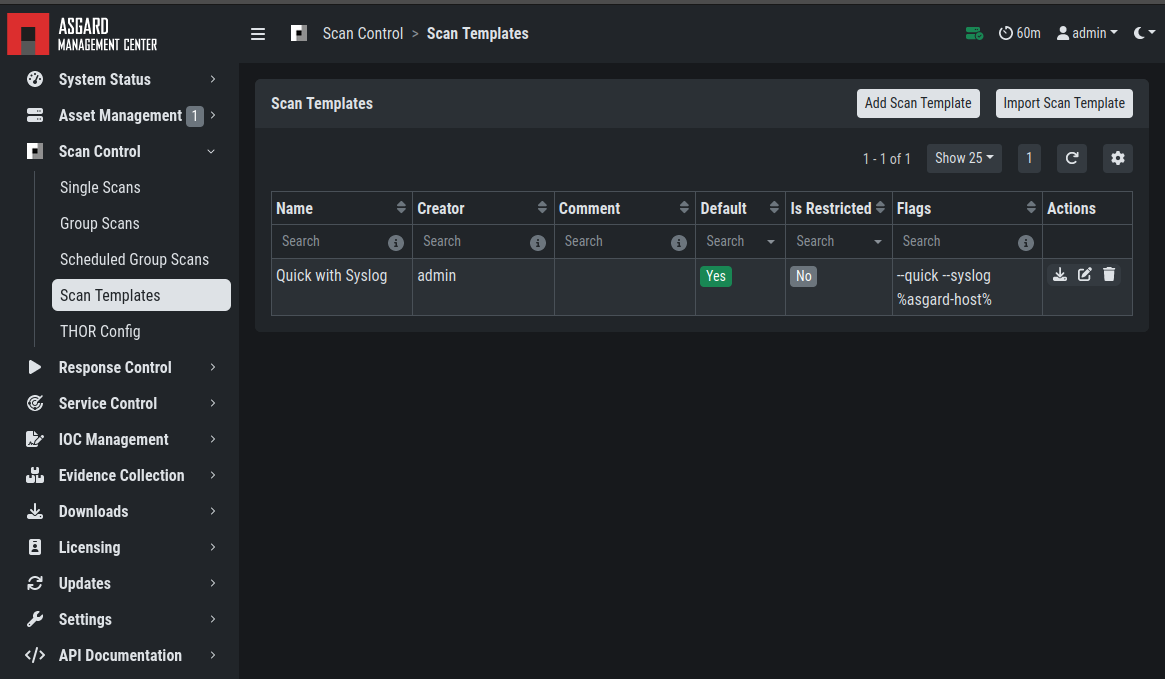 ASGARD
MANAGEMENT CENTER
Scan Control > Scan Templates
60m
admin
System Status
Asset Management 1
Scan Control
Single Scans
Group Scans
Scheduled Group Scans
Scan Templates
THOR Config
Response Control
Service Control
IOC Management
Evidence Collection
Downloads
Licensing
Updates
Settings
API Documentation
Scan Templates
Add Scan Template
Import Scan Template
1 - 1 of 1
Show 25
1
Name Creator Comment Default Is Restricted Flags Actions
Search Search Search Search Search Search
Quick with Syslog admin Yes No --quick --syslog
%asgard-host%